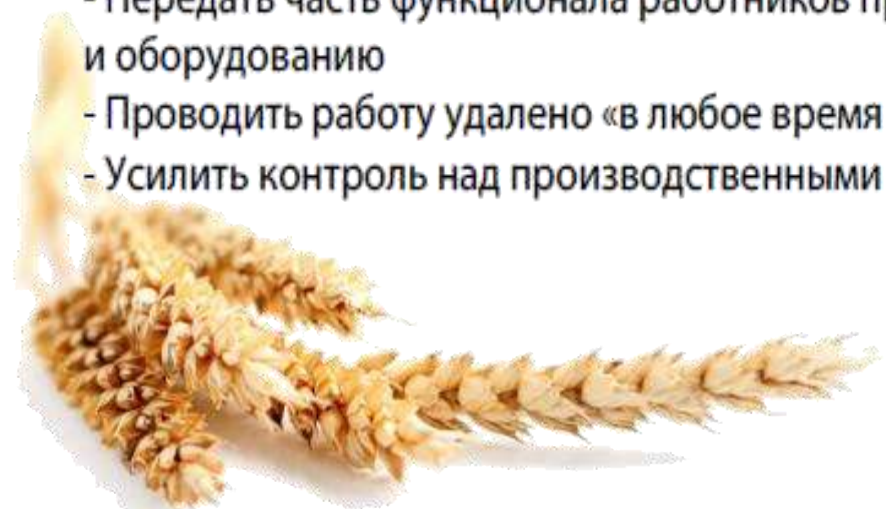 - Передать часть функционала работников
и оборудованию
- Проводить работу удалено «в любое время
- Усилить контроль над производственными